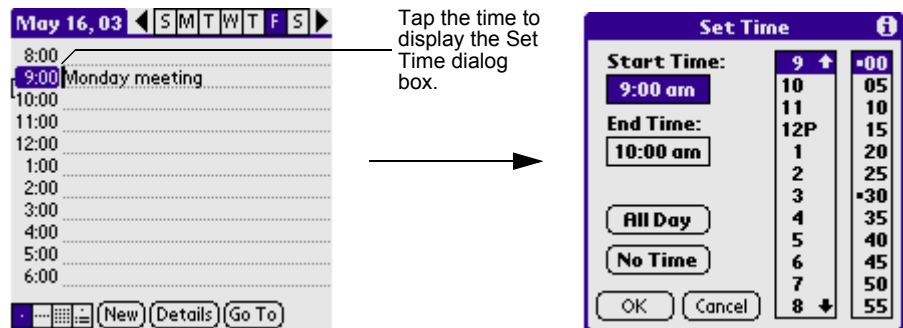 May 16, 03 S M T W T F S
8:00
9:00 Monday meeting
10:00
11:00
12:00
1:00
2:00
3:00
4:00
5:00
6:00
New Details Go To
Tap the time to
display the Set
Time dialog
box.
Set Time
Start Time:
9:00 am
End Time:
10:00 am
All Day
No Time
OK Cancel
9
10
11
12P
1
2
3
4
5
6
7
8
00
05
10
15
20
25
30
35
40
45
50
55